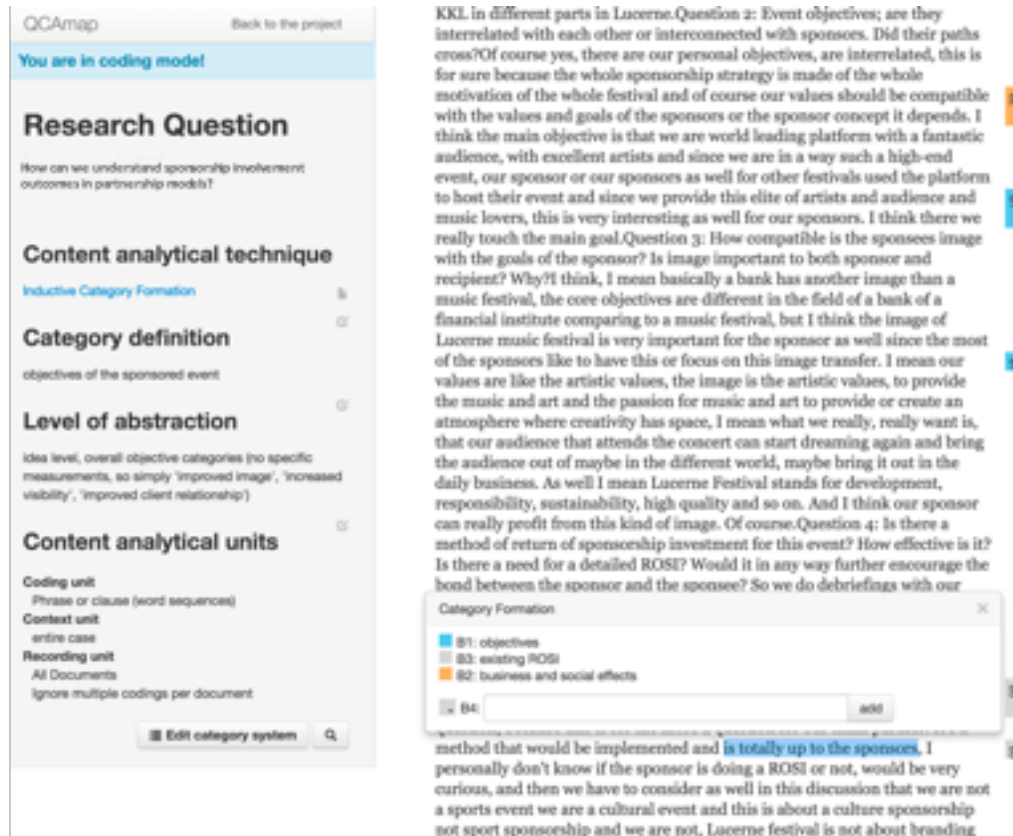 QCAmap
Back to the project
You are in coding mode!
Research Question
How can we understand sponsorship involvement
outcomes in partnership models?
Content analytical technique
Inductive Category Formation
Category definition
objectives of the sponsored event
Level of abstraction
idea level, overall objective categories (no specific
measurements, so simply 'improved image', 'increased
visibility', 'improved client relationship')
Content analytical units
Coding unit
Phrase or clause (word sequences)
Context unit
entire case
Recording unit
All Documents
Ignore multiple codings per document
Edit category system
KKL in different parts in Lucerne.Question 2: Event objectives; are they
interrelated with each other or interconnected with sponsors. Did their paths
cross?Of course yes, there are our personal objectives, are interrelated, this is
for sure because the whole sponsorship strategy is made of the whole
motivation of the whole festival and of course our values should be compatible
with the values and goals of the sponsors or the sponsor concept it depends. I
think the main objective is that we are world leading platform with a fantastic
audience, with excellent artists and since we are in a way such a high-end
event, our sponsor or our sponsors as well for other festivals used the platform
to host their event and since we provide this elite of artists and audience and
music lovers, this is very interesting as well for our sponsors. I think there we
really touch the main goal.Question 3: How compatible is the sponsees image
with the goals of the sponsor? Is image important to both sponsor and
recipient? Why?I think, I mean basically a bank has another image than a
music festival, the core objectives are different in the field of a bank of a
financial institute comparing to a music festival, but I think the image of
Lucerne music festival is very important for the sponsor as well since the most
of the sponsors like to have this or focus on this image transfer. I mean our
values are like the artistic values, the image is the artistic values, to provide
the music and art and the passion for music and art to provide or create an
atmosphere where creativity has space, I mean what we really, really want is,
that our audience that attends the concert can start dreaming again and bring
the audience out of maybe in the different world, maybe bring it out in the
daily business. As well I mean Lucerne Festival stands for development,
responsibility, sustainability, high quality and so on. And I think our sponsor
can really profit from this kind of image. Of course.Question 4: Is there a
method of return of sponsorship investment for this event? How effective is it?
Is there a need for a detailed ROSI? Would it in any way further encourage the
bond between the sponsor and the sponsee? So we do debriefings with our
Category Formation
B1: objectives
B3: existing ROSI
B2: business and social effects
B4:
add
method that would be implemented and is totally up to the sponsors, I
personally don't know if the sponsor is doing a ROSI or not, would be very
curious, and then we have to consider as well in this discussion that we are not
a sports event we are a cultural event and this is about a culture sponsorship
not sport sponsorship and we are not, Lucerne festival is not about branding